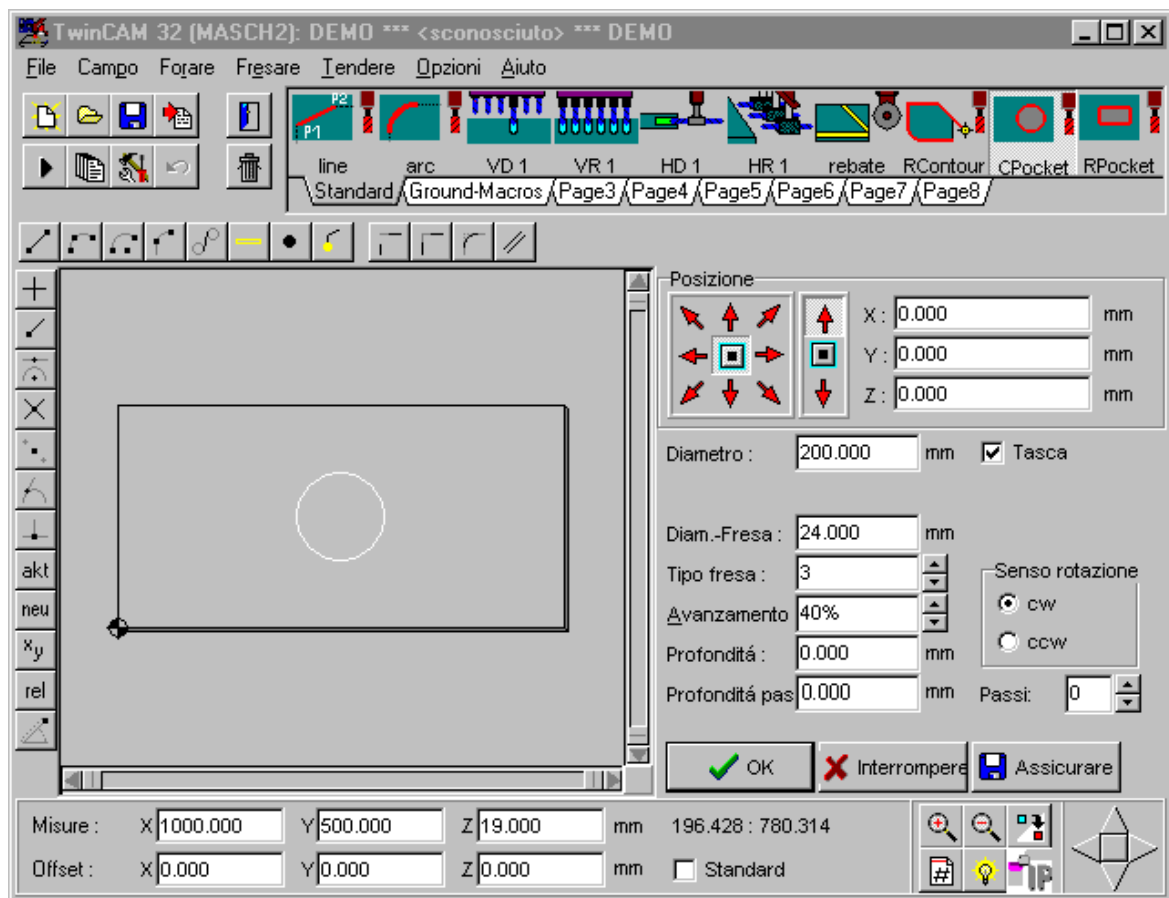 TwinCAM 32 (MASCH2): DEMO *** <sconosciuto> *** DEMO
File Campo Forare Fresare Tendere Opzioni Aiuto
P2
P1
line arc VD 1 VR 1 HD 1 HR 1 rebate RContour CPocket RPocket
Standard Ground-Macros Page3 Page4 Page5 Page6 Page7 Page8
Posizione
X : 0.000 mm
Y : 0.000 mm
Z : 0.000 mm
Diametro : 200.000 mm Tasca
Diam.-Fresa : 24.000 mm
Tipo fresa : 3
Senso rotazione
cw
Avanzamento 40%
ccw
Profonditá : 0.000 mm
Profonditá pas 0.000 mm Passi: 0
akt
neu
xy
rel
OK Interrompere Assicurare
Misure : X 1000.000 Y 500.000 Z 19.000 mm 196.428 : 780.314
Offset : X 0.000 Y 0.000 Z 0.000 mm Standard
#
IP